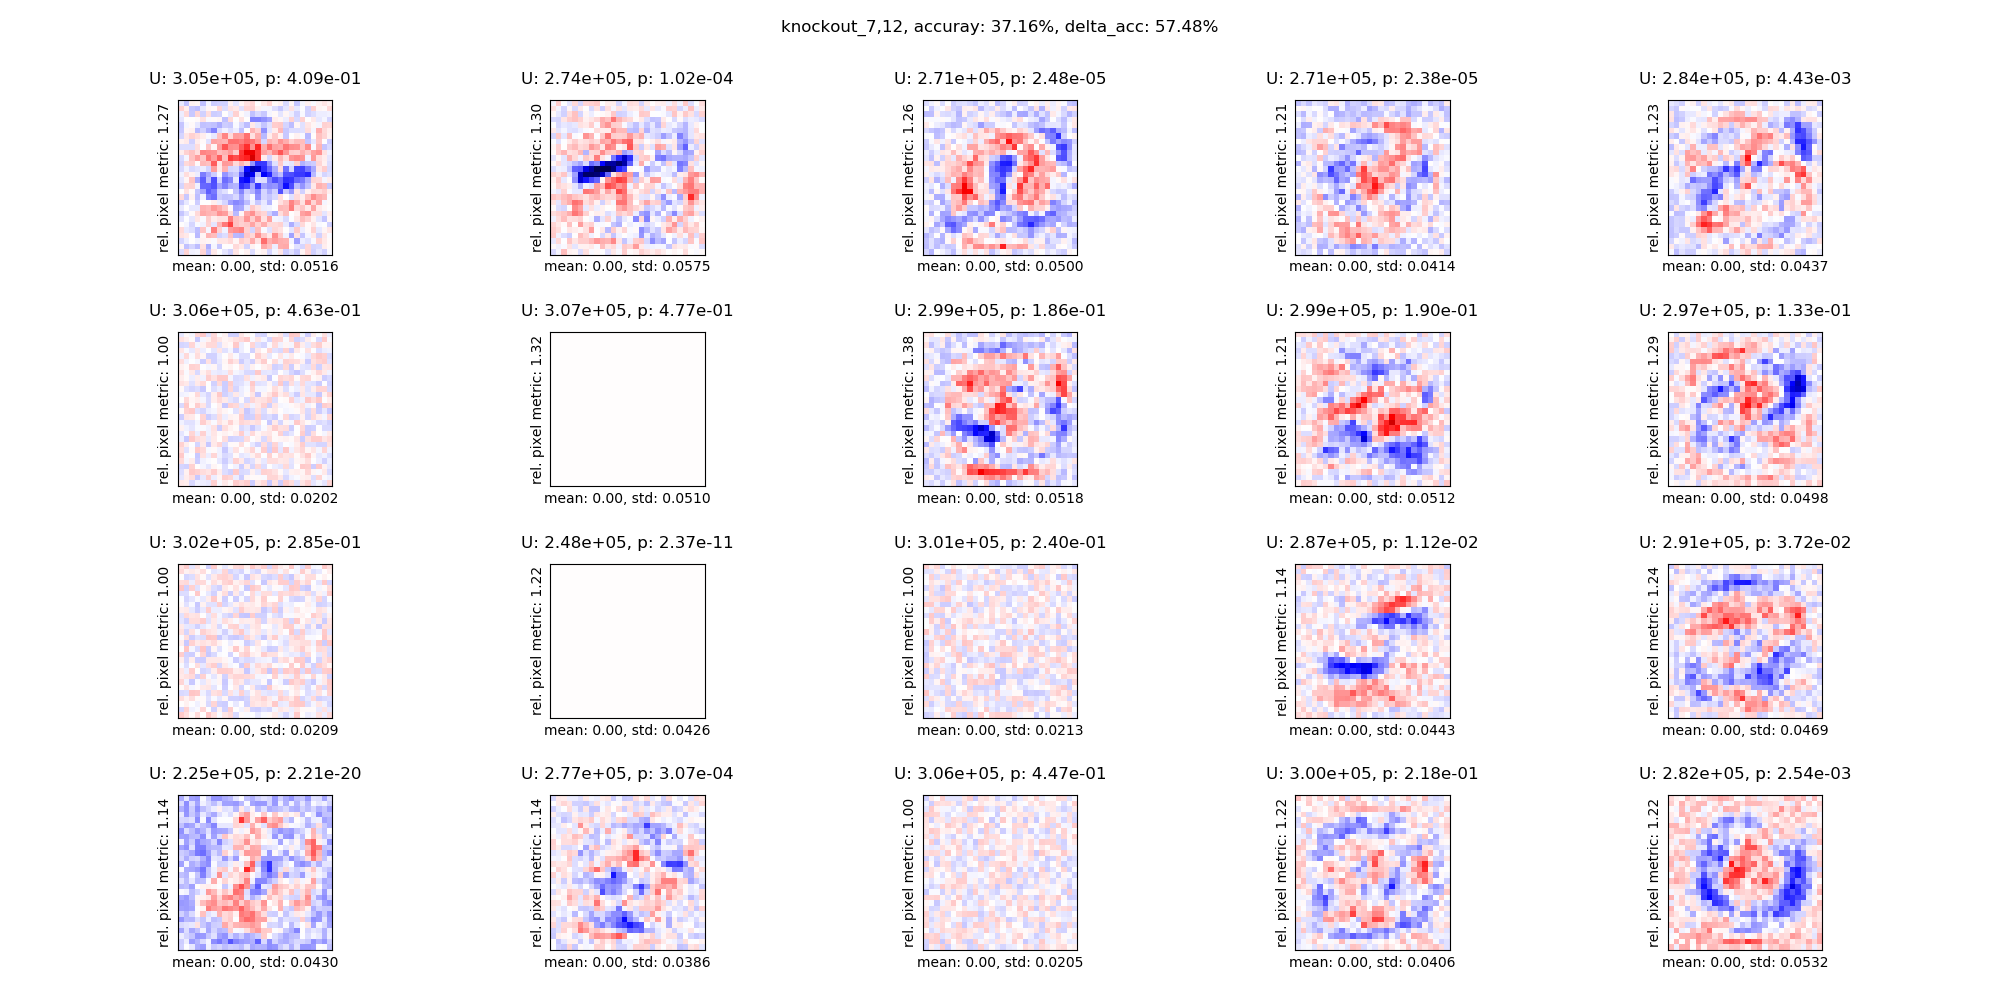 knockout_7,12, accuray: 37.16%, delta_acc: 57.48%
U: 3.05e+05, p: 4.09e-01
rel. pixel metric: 1.27
mean: 0.00, std: 0.0516
U: 2.74e+05, p: 1.02e-04
rel. pixel metric: 1.30
mean: 0.00, std: 0.0575
U: 2.71e+05, p: 2.48e-05
rel. pixel metric: 1.26
mean: 0.00, std: 0.0500
U: 2.71e+05, p: 2.38e-05
rel. pixel metric: 1.21
mean: 0.00, std: 0.0414
U: 2.84e+05, p: 4.43e-03
rel. pixel metric: 1.23
mean: 0.00, std: 0.0437
U: 3.06e+05, p: 4.63e-01
rel. pixel metric: 1.00
mean: 0.00, std: 0.0202
U: 3.07e+05, p: 4.77e-01
rel. pixel metric: 1.32
mean: 0.00, std: 0.0510
U: 2.99e+05, p: 1.86e-01
rel. pixel metric: 1.38
mean: 0.00, std: 0.0518
U: 2.99e+05, p: 1.90e-01
rel. pixel metric: 1.21
mean: 0.00, std: 0.0512
U: 2.97e+05, p: 1.33e-01
rel. pixel metric: 1.29
mean: 0.00, std: 0.0498
U: 3.02e+05, p: 2.85e-01
rel. pixel metric: 1.00
mean: 0.00, std: 0.0209
U: 2.48e+05, p: 2.37e-11
rel. pixel metric: 1.22
mean: 0.00, std: 0.0426
U: 3.01e+05, p: 2.40e-01
rel. pixel metric: 1.00
mean: 0.00, std: 0.0213
U: 2.87e+05, p: 1.12e-02
rel. pixel metric: 1.14
mean: 0.00, std: 0.0443
U: 2.91e+05, p: 3.72e-02
rel. pixel metric: 1.24
mean: 0.00, std: 0.0469
U: 2.25e+05, p: 2.21e-20
rel. pixel metric: 1.14
mean: 0.00, std: 0.0430
U: 2.77e+05, p: 3.07e-04
rel. pixel metric: 1.14
mean: 0.00, std: 0.0386
U: 3.06e+05, p: 4.47e-01
rel. pixel metric: 1.00
mean: 0.00, std: 0.0205
U: 3.00e+05, p: 2.18e-01
rel. pixel metric: 1.22
mean: 0.00, std: 0.0406
U: 2.82e+05, p: 2.54e-03
rel. pixel metric: 1.22
mean: 0.00, std: 0.0532